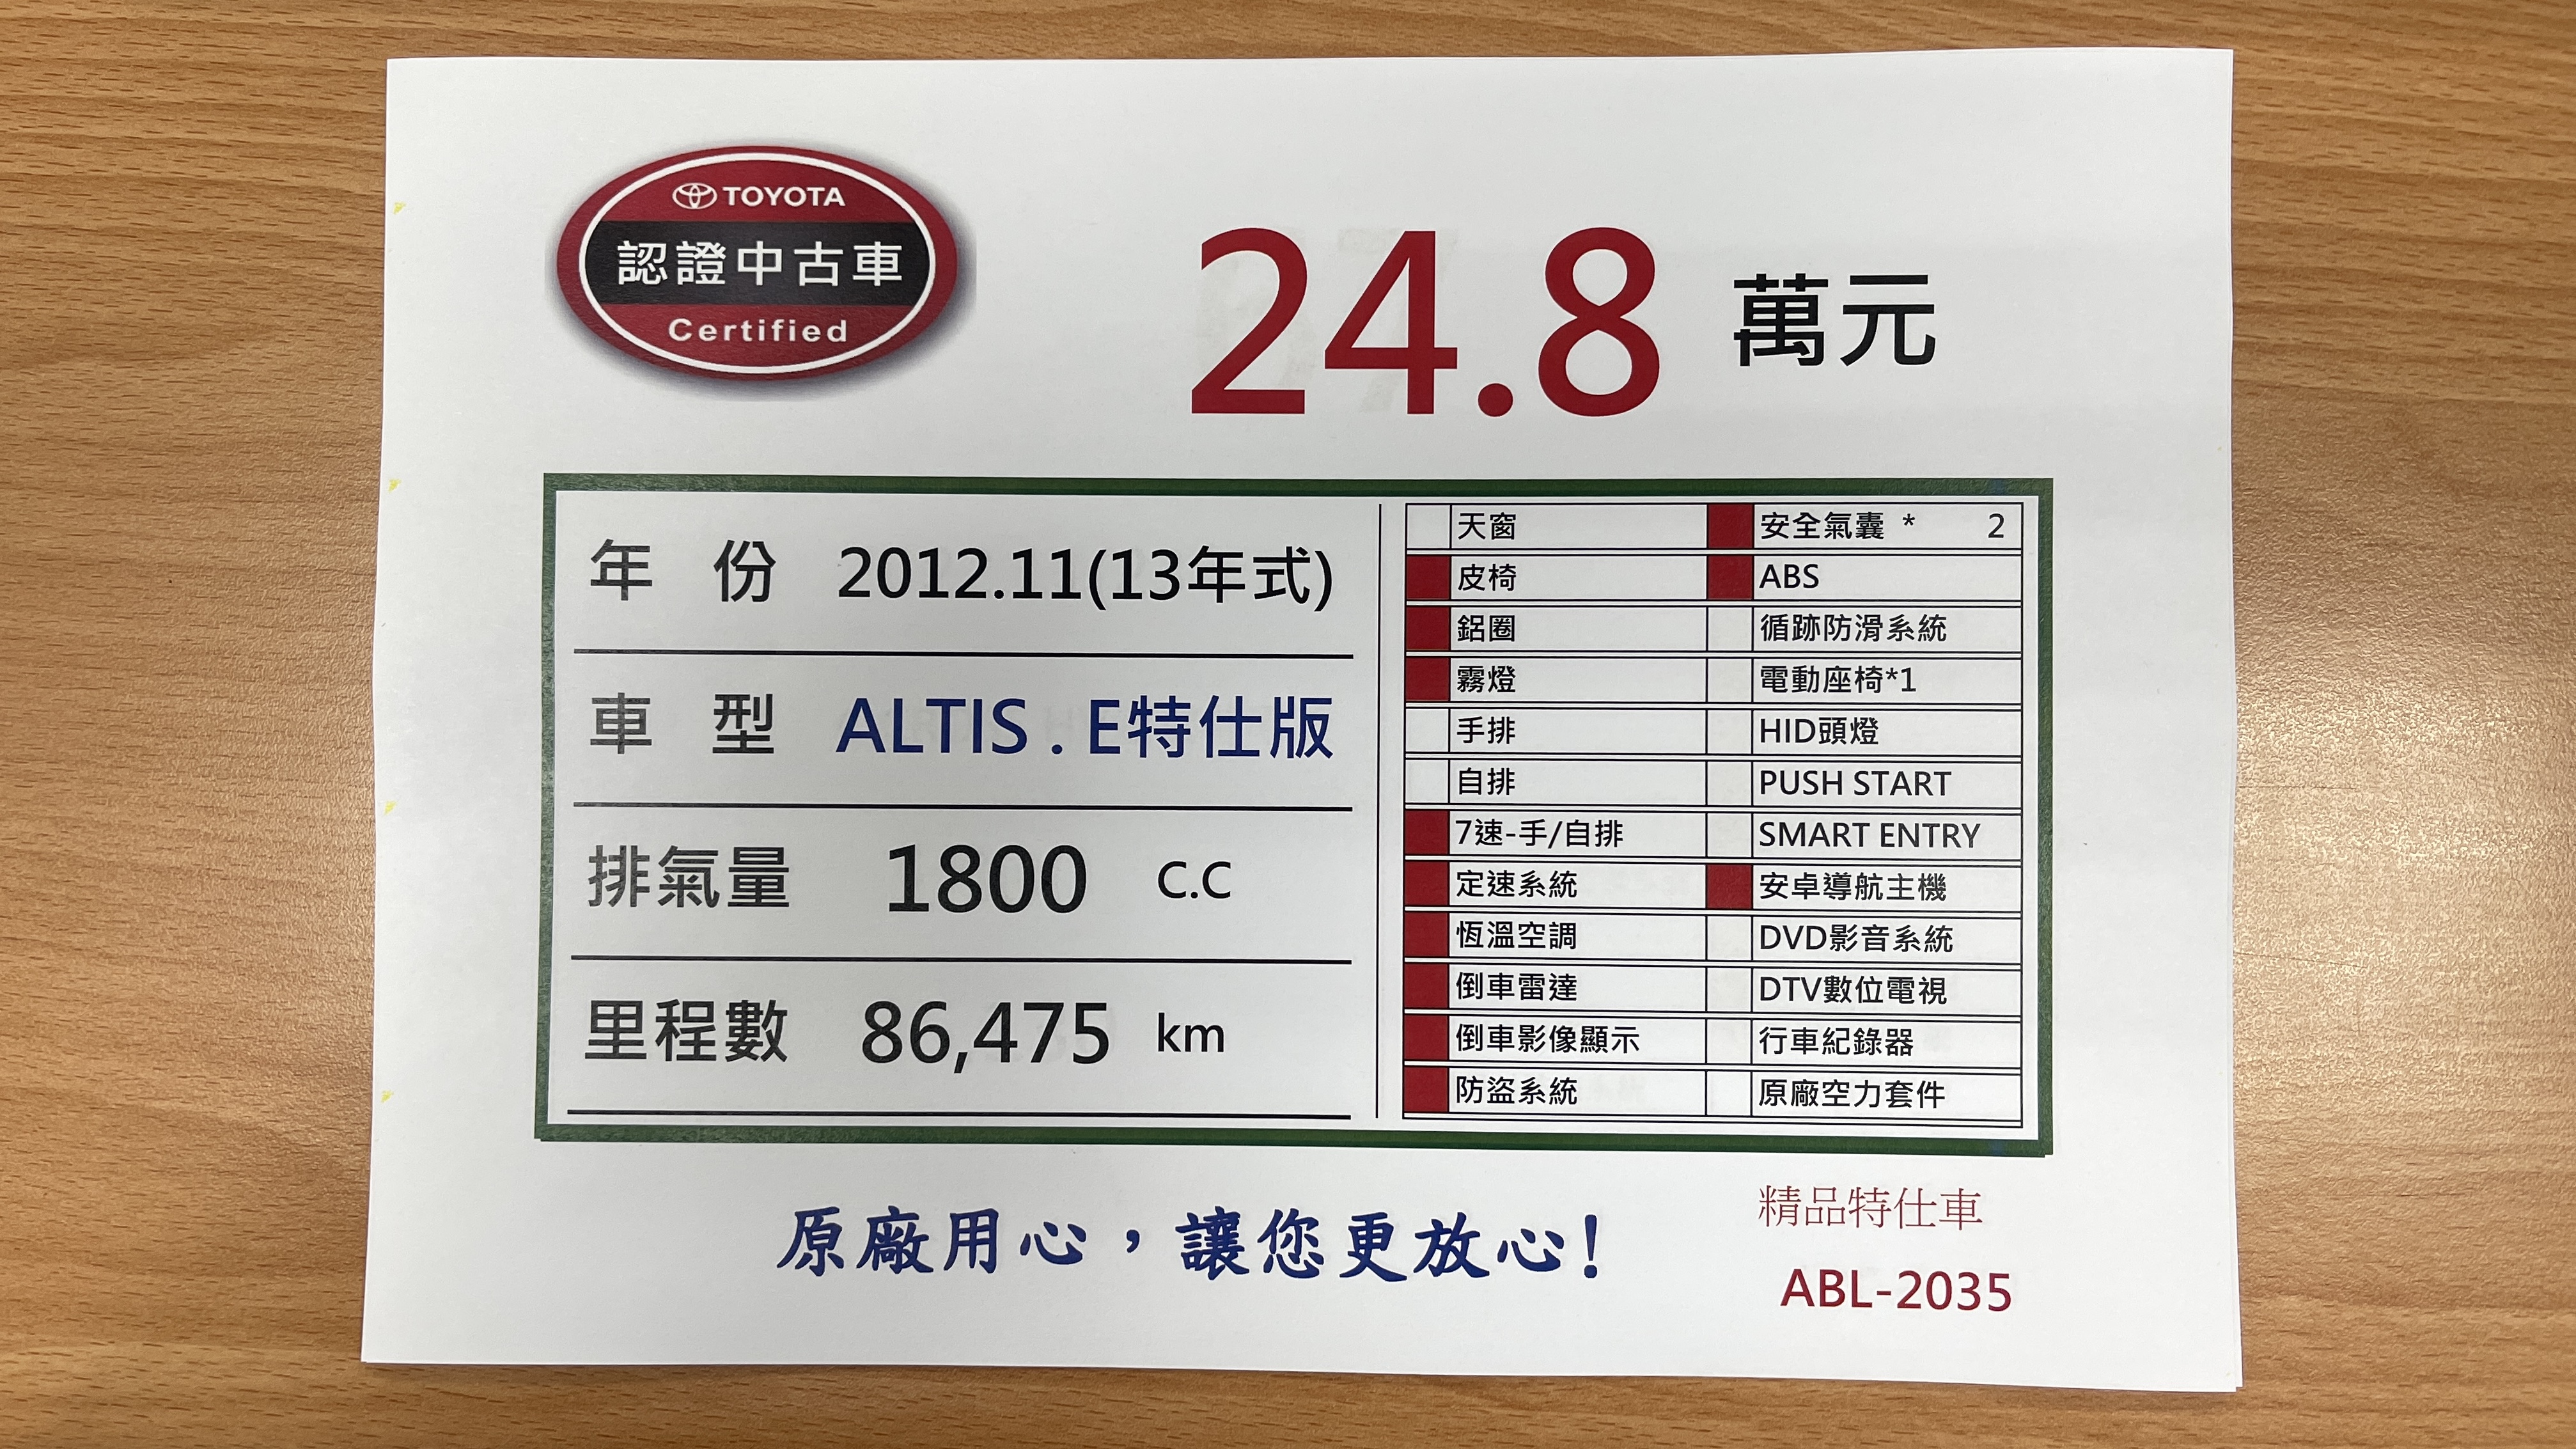 TOYOTA
認證中古車
Certified
24.8 萬元
年 份 2012.11(13年式)
車 型 ALTIS . E特仕版
排氣量 1800 C.C
里程數 86,475 km
天窗 安全氣囊 * 2
皮椅 ABS
鋁圈 循跡防滑系統
霧燈 電動座椅*1
手排 HID頭燈
自排 PUSH START
7速-手/自排 SMART ENTRY
定速系統 安卓導航主機
恆溫空調 DVD影音系統
倒車雷達 DTV數位電視
倒車影像顯示 行車紀錄器
防盜系統 原廠空力套件
原廠用心，讓您更放心!
精品特仕車
ABL-2035